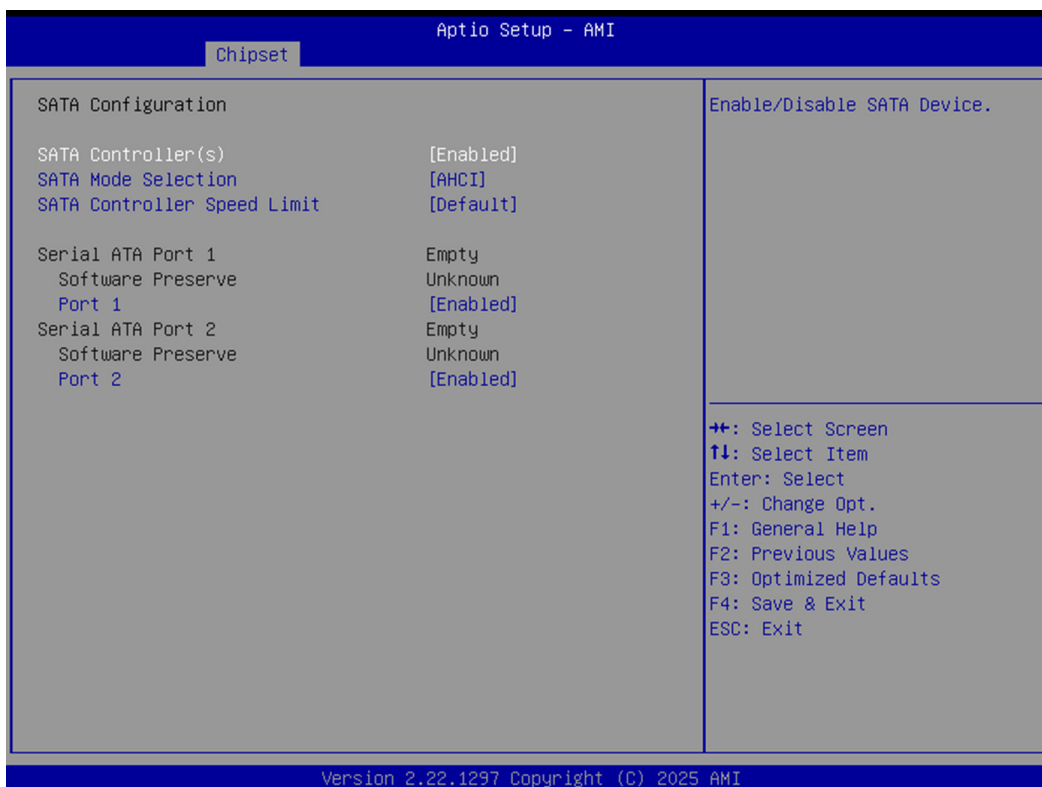 Aptio Setup – AMI
Chipset
SATA Configuration
SATA Controller(s) [Enabled]
SATA Mode Selection [AHCI]
SATA Controller Speed Limit [Default]
Serial ATA Port 1 Empty
Software Preserve Unknown
Port 1 [Enabled]
Serial ATA Port 2 Empty
Software Preserve Unknown
Port 2 [Enabled]
Enable/Disable SATA Device.
→←: Select Screen
↑↓: Select Item
Enter: Select
+/-: Change Opt.
F1: General Help
F2: Previous Values
F3: Optimized Defaults
F4: Save & Exit
ESC: Exit
Version 2.22.1297 Copyright (C) 2025 AMI